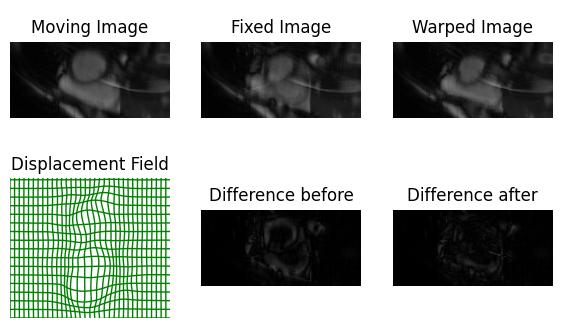 Moving Image
Fixed Image
Warped Image
Displacement Field
Difference before
Difference after